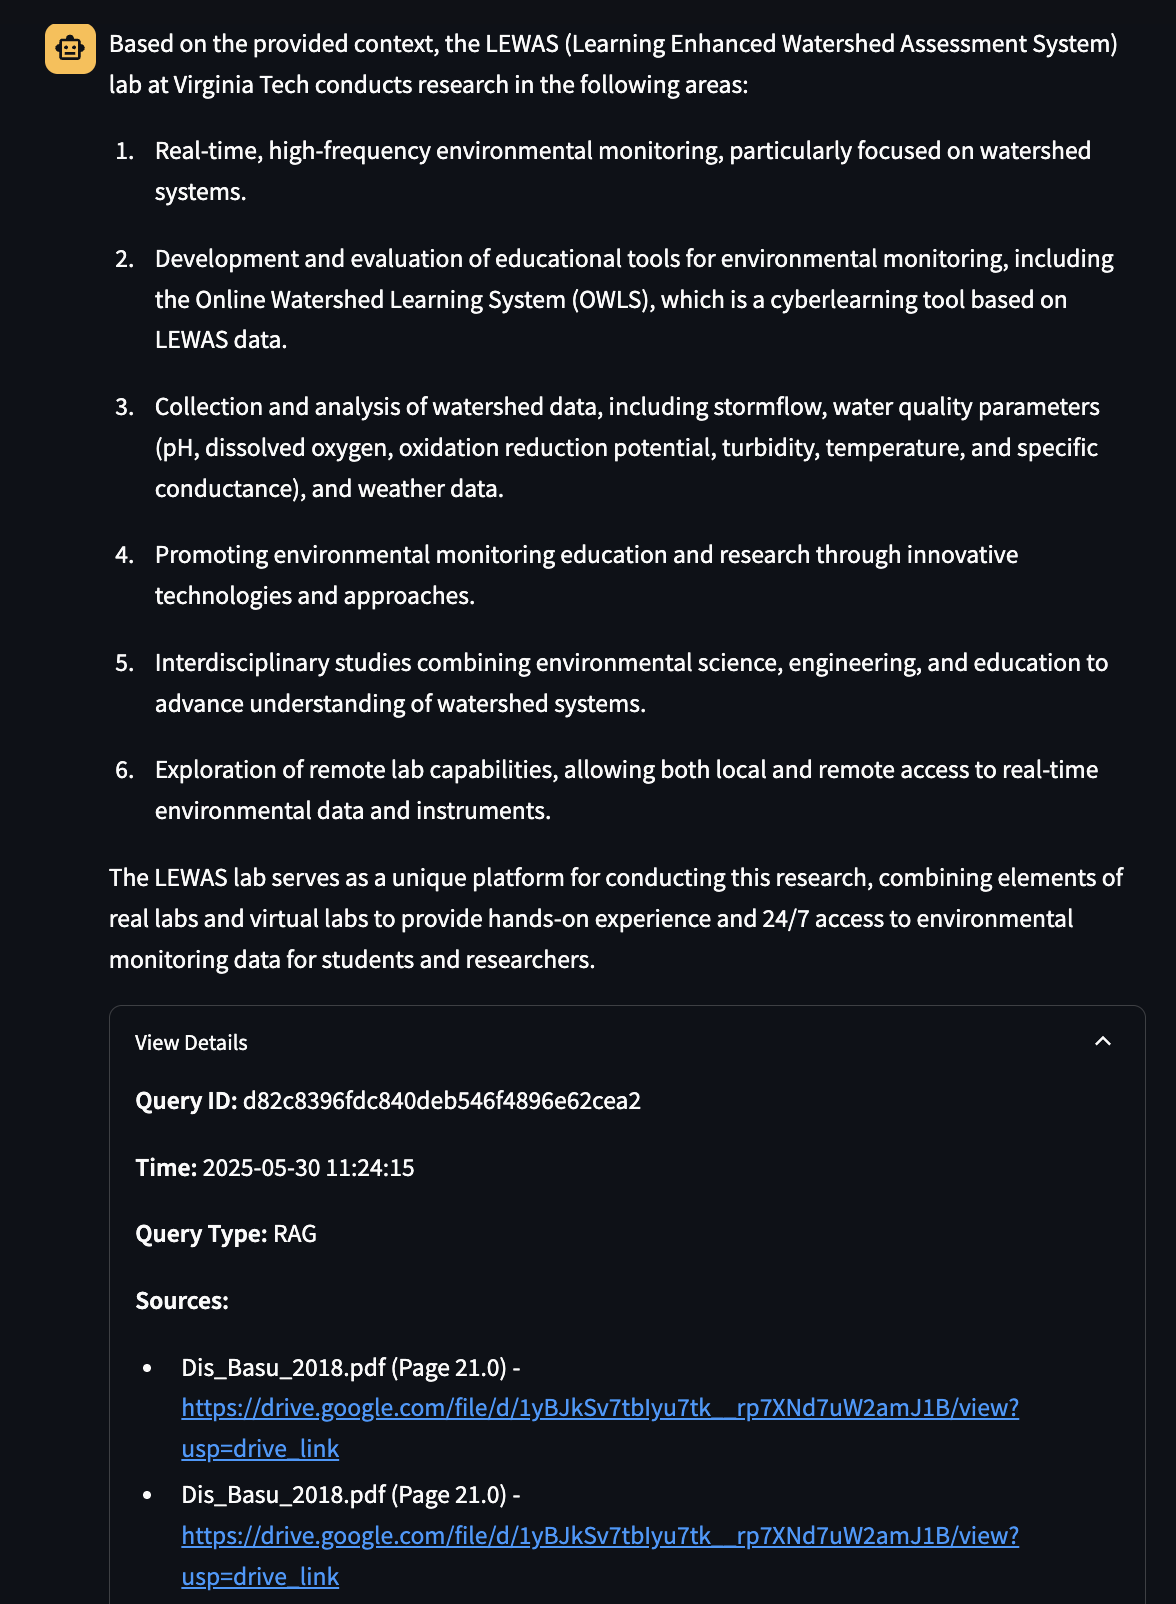 Based on the provided context, the LEWAS (Learning Enhanced Watershed Assessment System)
lab at Virginia Tech conducts research in the following areas:
1. Real-time, high-frequency environmental monitoring, particularly focused on watershed
systems.
2. Development and evaluation of educational tools for environmental monitoring, including
the Online Watershed Learning System (OWLS), which is a cyberlearning tool based on
LEWAS data.
3. Collection and analysis of watershed data, including stormflow, water quality parameters
(pH, dissolved oxygen, oxidation reduction potential, turbidity, temperature, and specific
conductance), and weather data.
4. Promoting environmental monitoring education and research through innovative
technologies and approaches.
5. Interdisciplinary studies combining environmental science, engineering, and education to
advance understanding of watershed systems.
6. Exploration of remote lab capabilities, allowing both local and remote access to real-time
environmental data and instruments.
The LEWAS lab serves as a unique platform for conducting this research, combining elements of
real labs and virtual labs to provide hands-on experience and 24/7 access to environmental
monitoring data for students and researchers.
View Details
Query ID: d82c8396fdc840deb546f4896e62cea2
Time: 2025-05-30 11:24:15
Query Type: RAG
Sources:
• Dis_Basu_2018.pdf (Page 21.0) -
https://drive.google.com/file/d/1yBJkSv7tbIyu7tk__rp7XNd7uW2amJ1B/view?
usp=drive_link
• Dis_Basu_2018.pdf (Page 21.0) -
https://drive.google.com/file/d/1yBJkSv7tbIyu7tk__rp7XNd7uW2amJ1B/view?
usp=drive_link